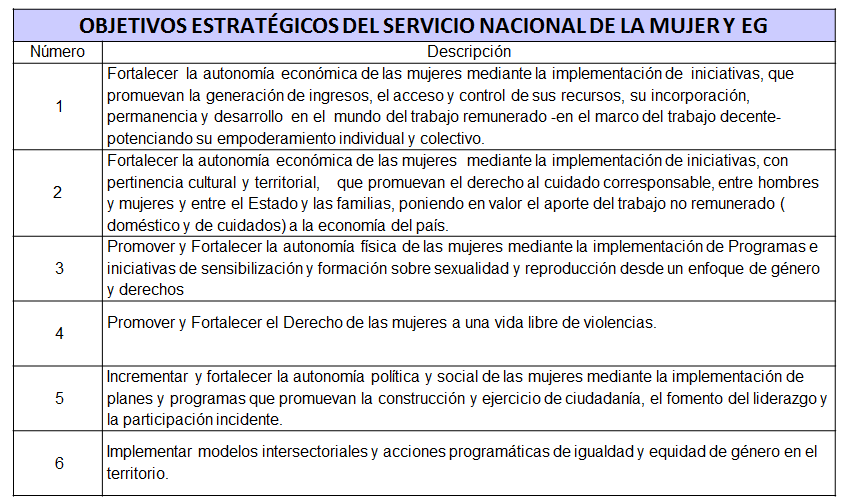 OBJETIVOS ESTRATÉGICOS DEL SERVICIO NACIONAL DE LA MUJER Y EG
Número Descripción
1
Fortalecer la autonomía económica de las mujeres mediante la implementación de iniciativas, que
promuevan la generación de ingresos, el acceso y control de sus recursos, su incorporación,
permanencia y desarrollo en el mundo del trabajo remunerado -en el marco del trabajo decente-
potenciando su empoderamiento individual y colectivo.
2
Fortalecer la autonomía económica de las mujeres mediante la implementación de iniciativas, con
pertinencia cultural y territorial, que promuevan el derecho al cuidado corresponsable, entre hombres
y mujeres y entre el Estado y las familias, poniendo en valor el aporte del trabajo no remunerado (
doméstico y de cuidados) a la economía del país.
3
Promover y Fortalecer la autonomía física de las mujeres mediante la implementación de Programas e
iniciativas de sensibilización y formación sobre sexualidad y reproducción desde un enfoque de género
y derechos
4
Promover y Fortalecer el Derecho de las mujeres a una vida libre de violencias.
5
Incrementar y fortalecer la autonomía política y social de las mujeres mediante la implementación de
planes y programas que promuevan la construcción y ejercicio de ciudadanía, el fomento del liderazgo y
la participación incidente.
6
Implementar modelos intersectoriales y acciones programáticas de igualdad y equidad de género en el
territorio.